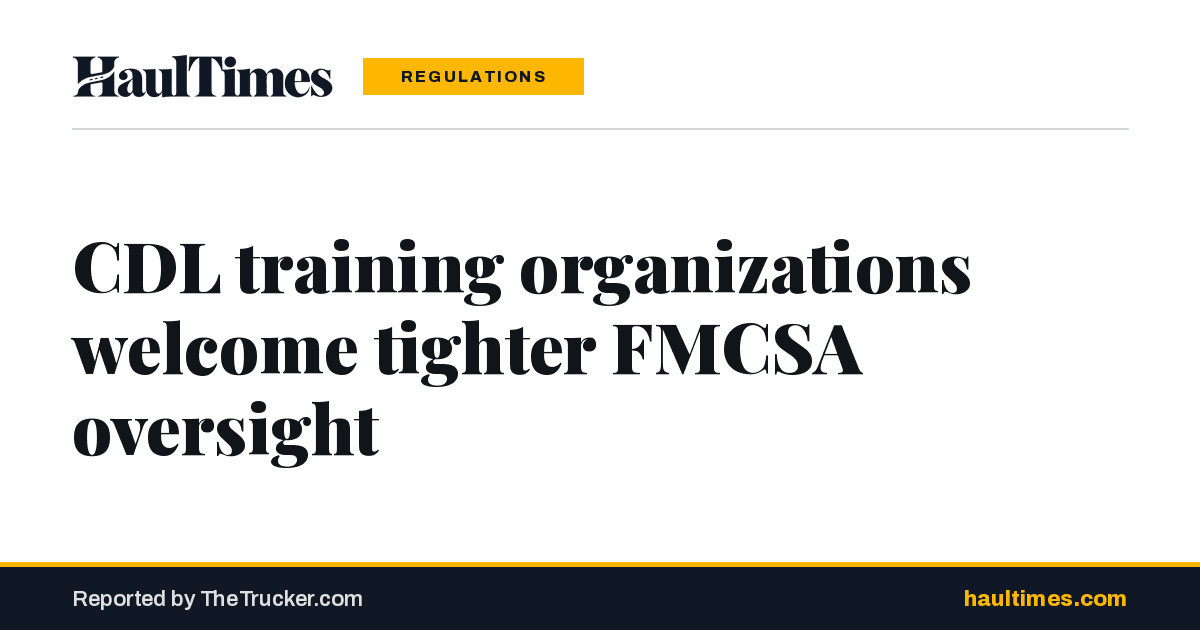 HaulTimes
REGULATIONS
CDL training organizations
welcome tighter FMCSA
oversight
Reported by TheTrucker.com
haultimes.com